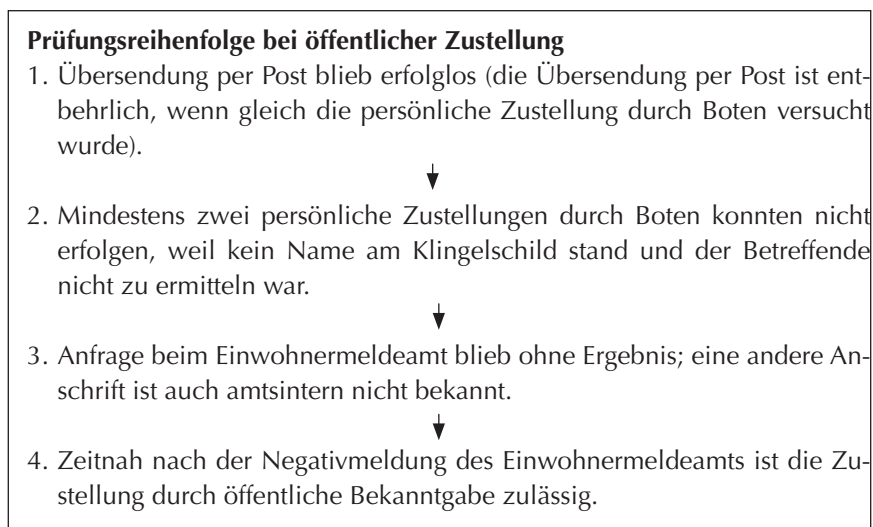 Prüfungsreihenfolge bei öffentlicher Zustellung
1. Übersendung per Post blieb erfolglos (die Übersendung per Post ist ent-
behrlich, wenn gleich die persönliche Zustellung durch Boten versucht
wurde).
2. Mindestens zwei persönliche Zustellungen durch Boten konnten nicht
erfolgen, weil kein Name am Klingelschild stand und der Betreffende
nicht zu ermitteln war.
3. Anfrage beim Einwohnermeldeamt blieb ohne Ergebnis; eine andere An-
schrift ist auch amtsintern nicht bekannt.
4. Zeitnah nach der Negativmeldung des Einwohnermeldeamts ist die Zu-
stellung durch öffentliche Bekanntgabe zulässig.